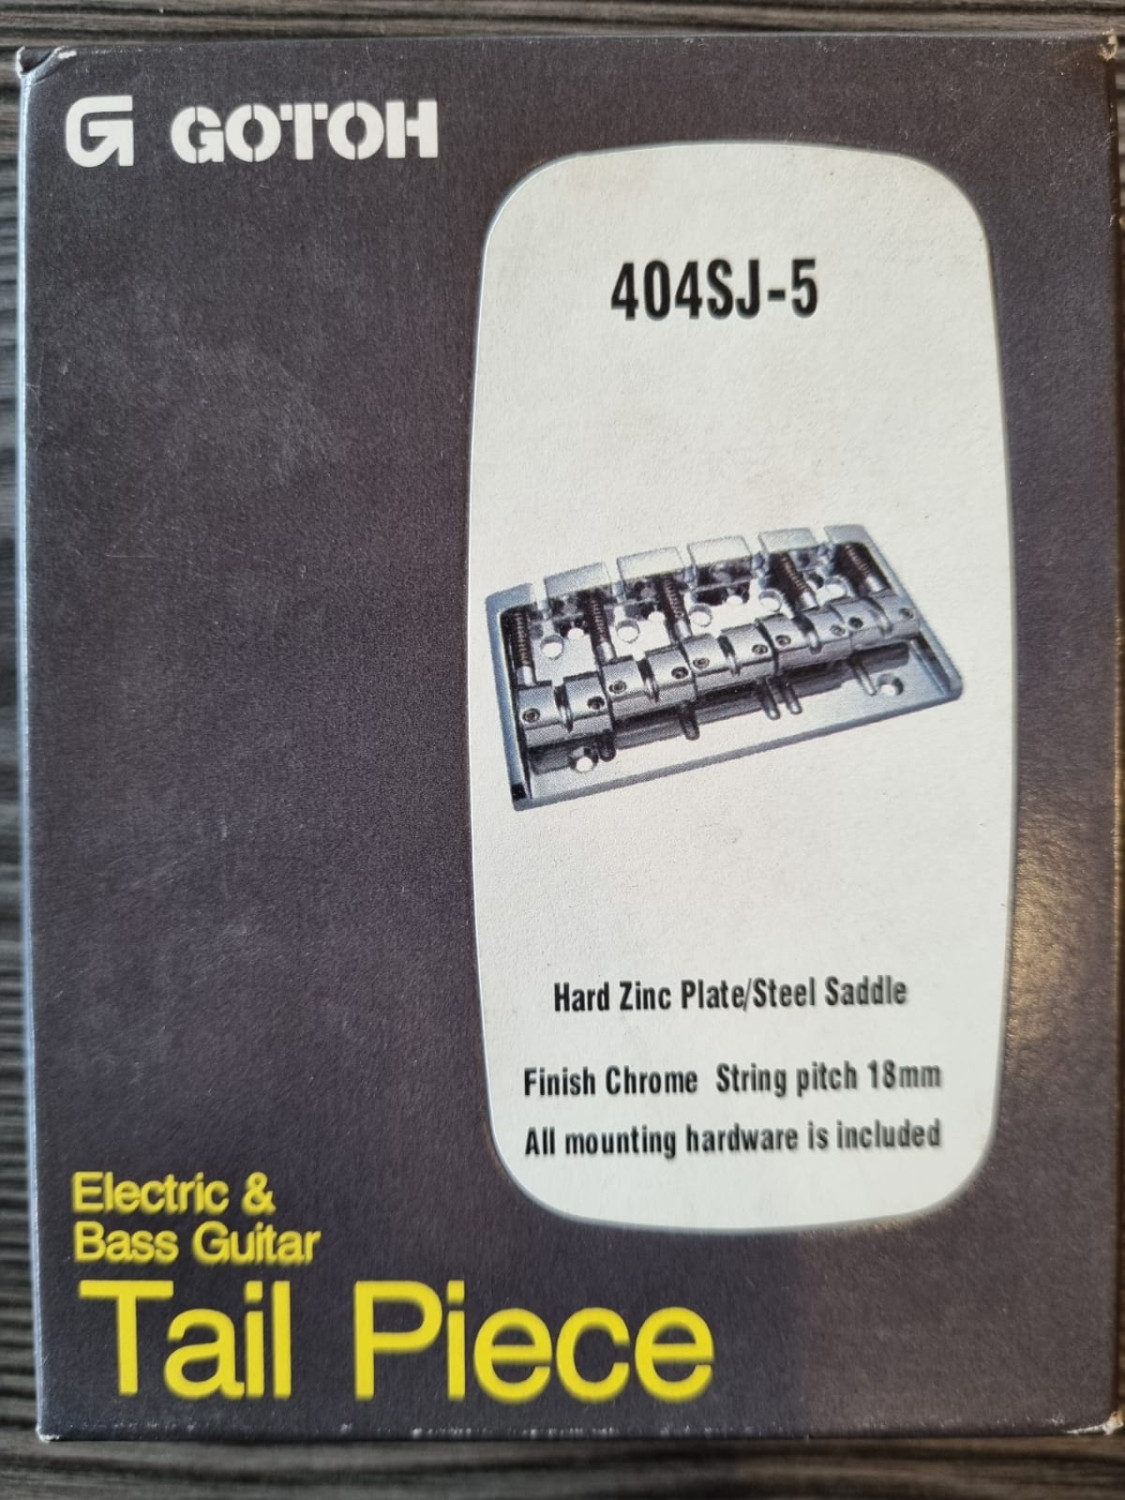 GOTOH
404SJ-5
Hard Zinc Plate/Steel Saddle
Finish Chrome String pitch 18mm
All mounting hardware is included
Electric &
Bass Guitar
Tail Piece